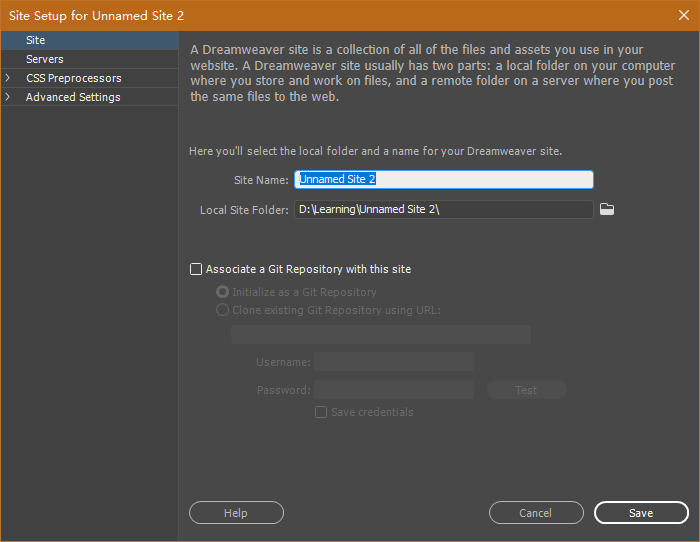 Site Setup for Unnamed Site 2
Site
Servers
CSS Preprocessors
Advanced Settings
A Dreamweaver site is a collection of all of the files and assets you use in your
website. A Dreamweaver site usually has two parts: a local folder on your computer
where you store and work on files, and a remote folder on a server where you post
the same files to the web.
Here you'll select the local folder and a name for your Dreamweaver site.
Site Name: Unnamed Site 2
Local Site Folder: D:\Learning\Unnamed Site 2\
Associate a Git Repository with this site
Initialize as a Git Repository
Clone existing Git Repository using URL:
Username:
Password: Test
Save credentials
Help Cancel Save